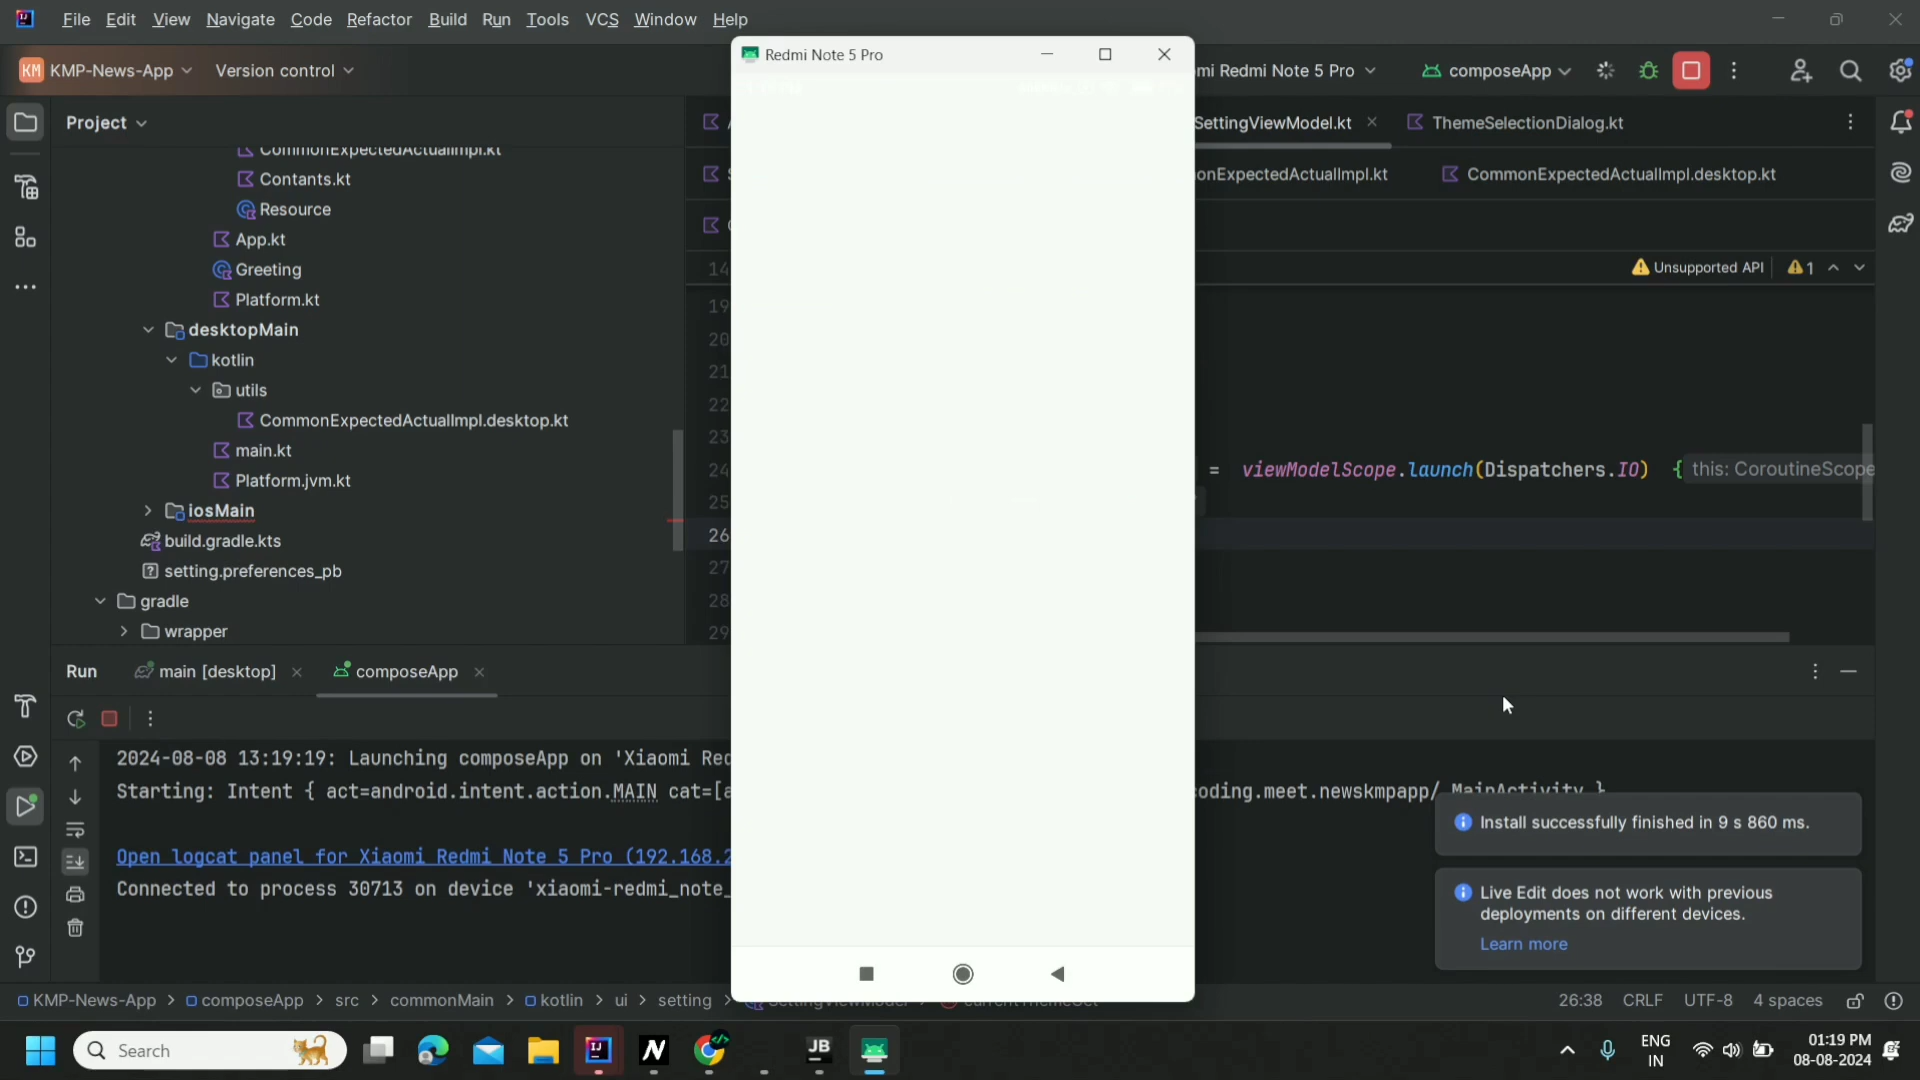 File Edit View Navigate Code Refactor Build Run Tools VCS Window Help
KM KMP-News-App Version control
mi Redmi Note 5 Pro composeApp
Redmi Note 5 Pro
Project
SettingViewModel.kt ThemeSelectionDialog.kt
onExpectedActualImpl.kt CommonExpectedActualImpl.desktop.kt
Unsupported API 1
CommonExpectedActualImpl.kt
Contants.kt
Resource
App.kt
Greeting
Platform.kt
desktopMain
kotlin
utils
CommonExpectedActualImpl.desktop.kt
main.kt
Platform.jvm.kt
iosMain
build.gradle.kts
setting.preferences_pb
gradle
wrapper
14
19
20
21
22
23
24 = viewModelScope.launch(Dispatchers.IO) { this: CoroutineScope
25
26
27
28
29
Run main [desktop] composeApp
2024-08-08 13:19:19: Launching composeApp on 'Xiaomi Red
Starting: Intent { act=android.intent.action.MAIN cat=[a oding.meet.newskmpapp/ MainActivity }
Open logcat panel for Xiaomi Redmi Note 5 Pro (192.168.2
Connected to process 30713 on device 'xiaomi-redmi_note_
Install successfully finished in 9 s 860 ms.
Live Edit does not work with previous
deployments on different devices.
Learn more
KMP-News-App > composeApp > src > commonMain > kotlin > ui > setting > SettingViewModel > currentThemeGet
26:38 CRLF UTF-8 4 spaces
Search
JB
ENG
IN
01:19 PM
08-08-2024